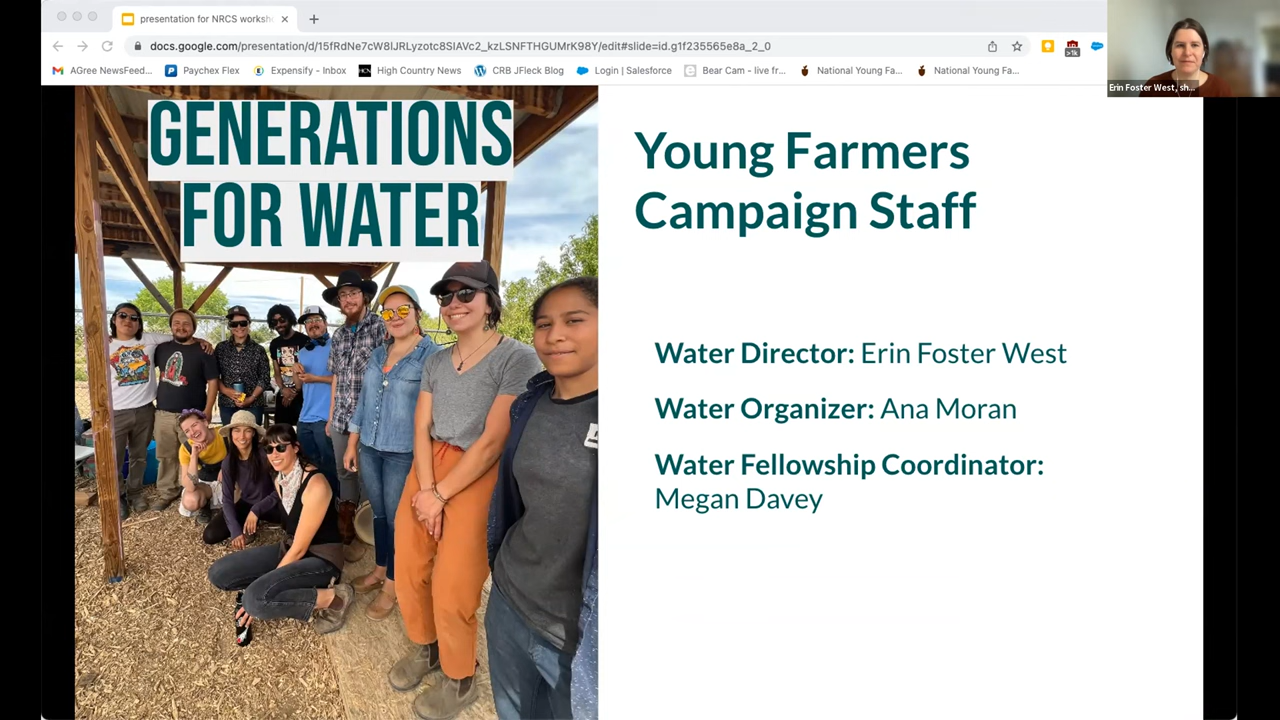 presentation for NRCS worksh
docs.google.com/presentation/d/15fRdNe7cW8lJRLyzotc8SIAVc2_kzLSNFTHGUMrK98Y/edit#slide=id.g1f235565e8a_2_0
>1k
AGree NewsFeed...
Paychex Flex
Expensify - Inbox
HCN
High Country News
CRB JFleck Blog
Login | Salesforce
Bear Cam - live fr...
National Young Fa...
National Young Fa...
Erin Foster West, sh...
GENERATIONS
FOR WATER
Young Farmers
Campaign Staff
Water Director: Erin Foster West
Water Organizer: Ana Moran
Water Fellowship Coordinator:
Megan Davey